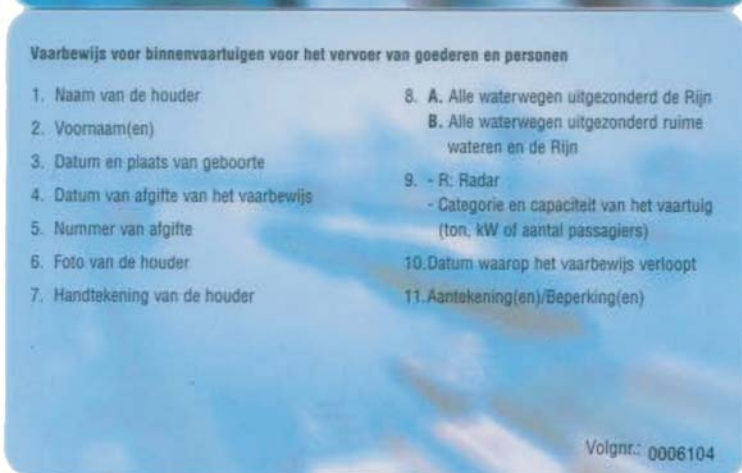 Vaarbewijs voor binnenvaartuigen voor het vervoer van goederen en personen
1. Naam van de houder
2. Voornaam(en)
3. Datum en plaats van geboorte
4. Datum van afgifte van het vaarbewijs
5. Nummer van afgifte
6. Foto van de houder
7. Handtekening van de houder
8. A. Alle waterwegen uitgezonderd de Rijn
B. Alle waterwegen uitgezonderd ruime
wateren en de Rijn
9. - R: Radar
- Categorie en capaciteit van het vaartuig
(ton, kW of aantal passagiers)
10.Datum waarop het vaarbewijs verloopt
11.Aantekening(en)/Beperking(en)
Volgnr.: 0006104